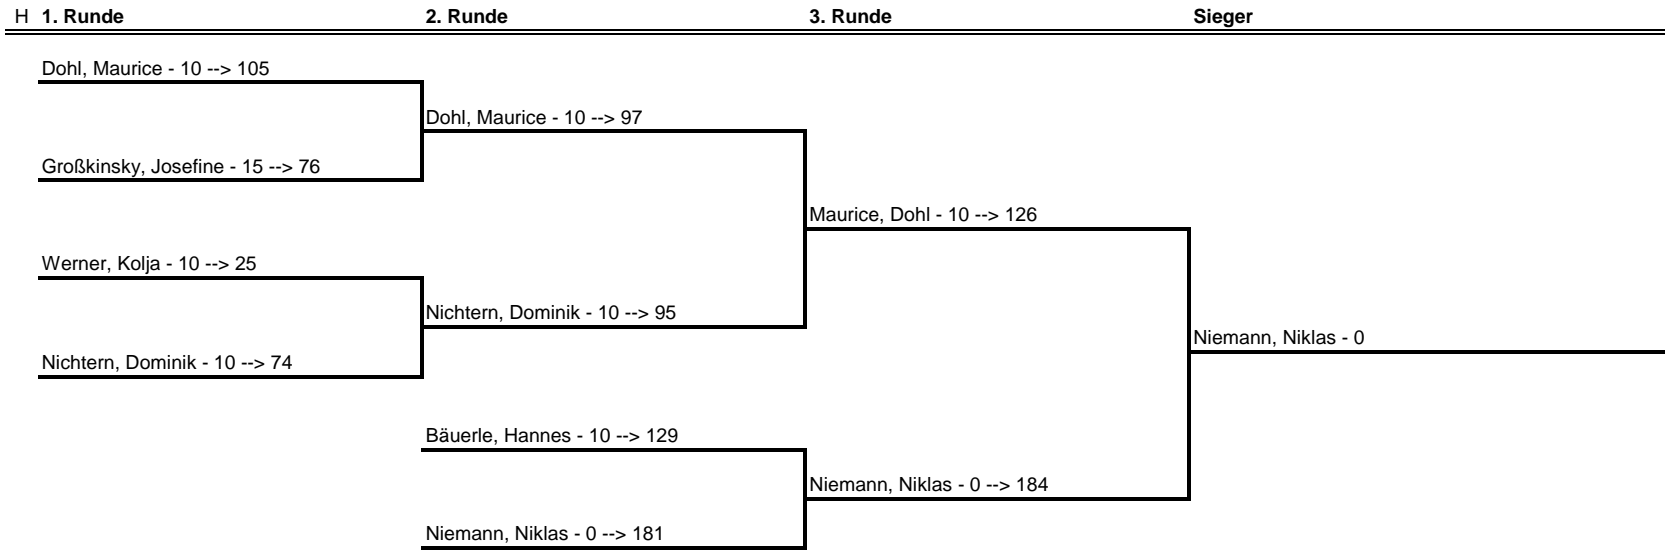 H 1. Runde 2. Runde 3. Runde Sieger
Dohl, Maurice - 10 --> 105
Dohl, Maurice - 10 --> 97
Großkinsky, Josefine - 15 --> 76
Maurice, Dohl - 10 --> 126
Werner, Kolja - 10 --> 25
Nichtern, Dominik - 10 --> 95
Niemann, Niklas - 0
Nichtern, Dominik - 10 --> 74
Bäuerle, Hannes - 10 --> 129
Niemann, Niklas - 0 --> 184
Niemann, Niklas - 0 --> 181